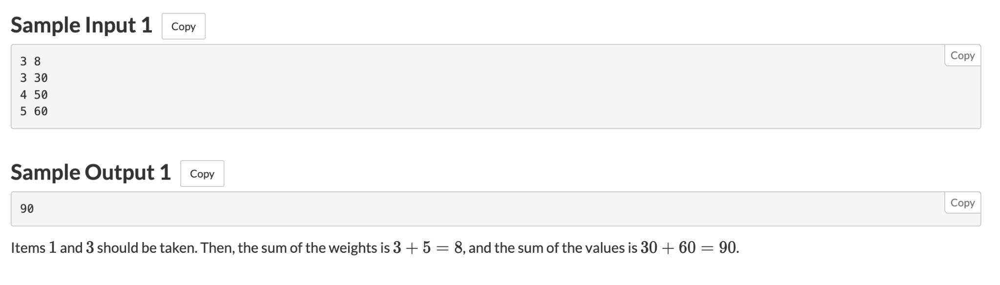 Sample Input 1 Copy
Copy
3 8
3 30
4 50
5 60
Sample Output 1 Copy
Copy
90
Items 1 and 3 should be taken. Then, the sum of the weights is 3 + 5 = 8, and the sum of the values is 30 + 60 = 90.